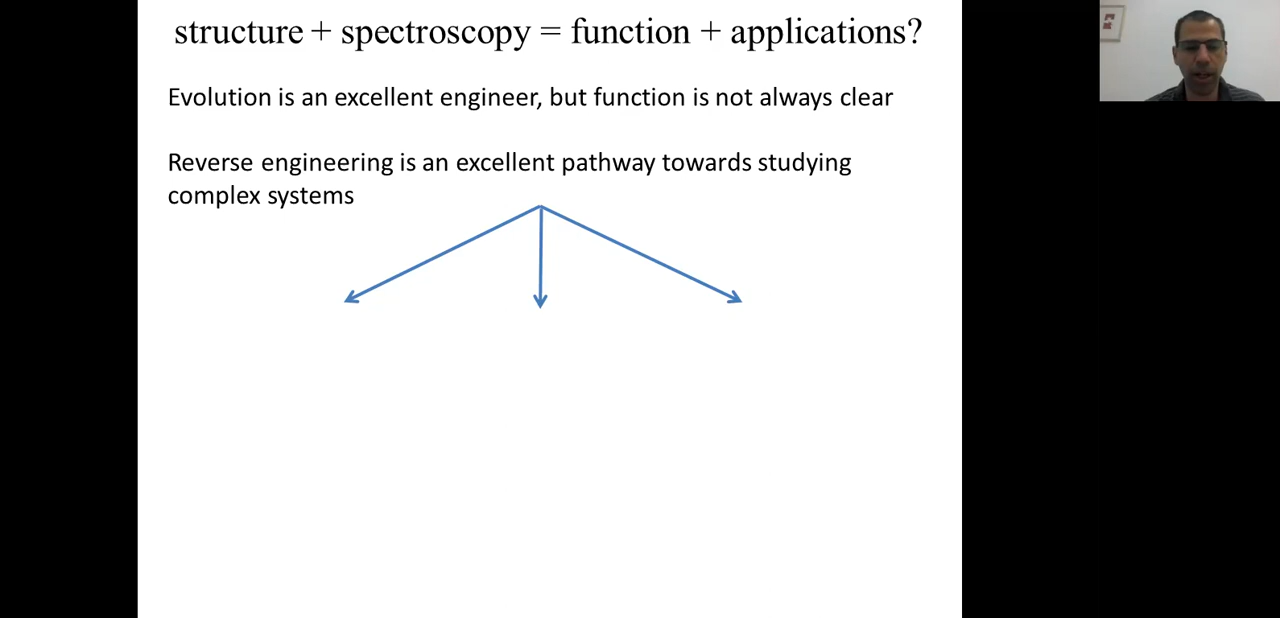 structure + spectroscopy = function + applications?
Evolution is an excellent engineer, but function is not always clear
Reverse engineering is an excellent pathway towards studying
complex systems